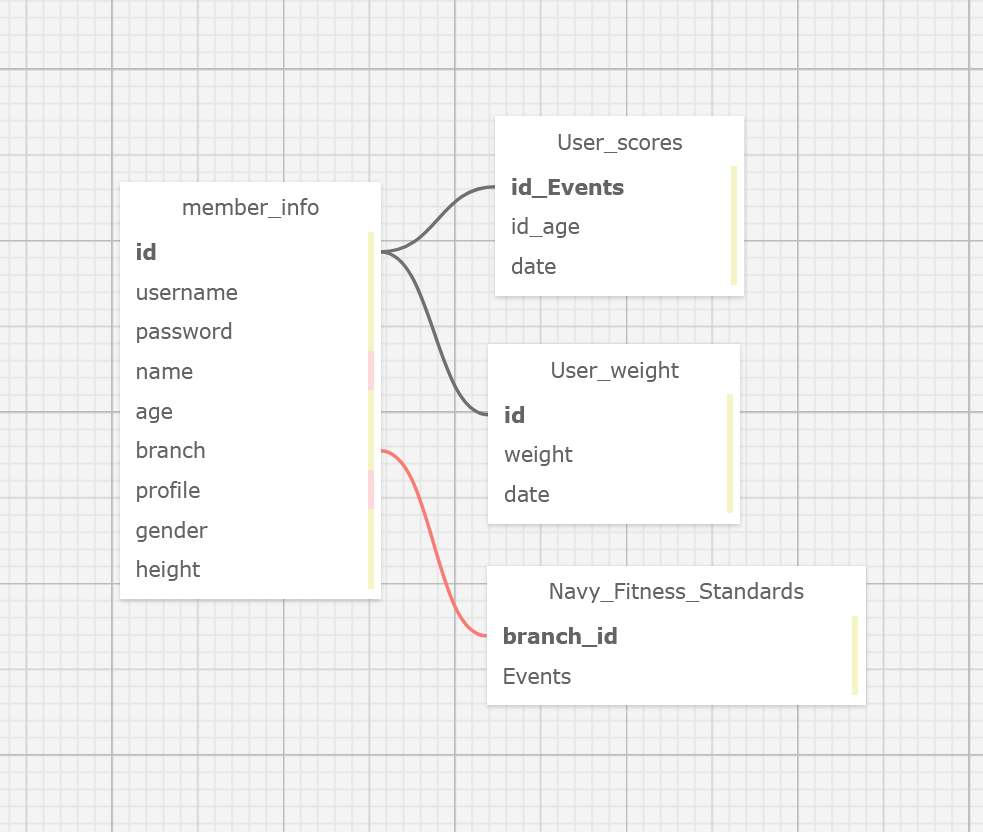 member_info
id
username
password
name
age
branch
profile
gender
height
User_scores
id_Events
id_age
date
User_weight
id
weight
date
Navy_Fitness_Standards
branch_id
Events